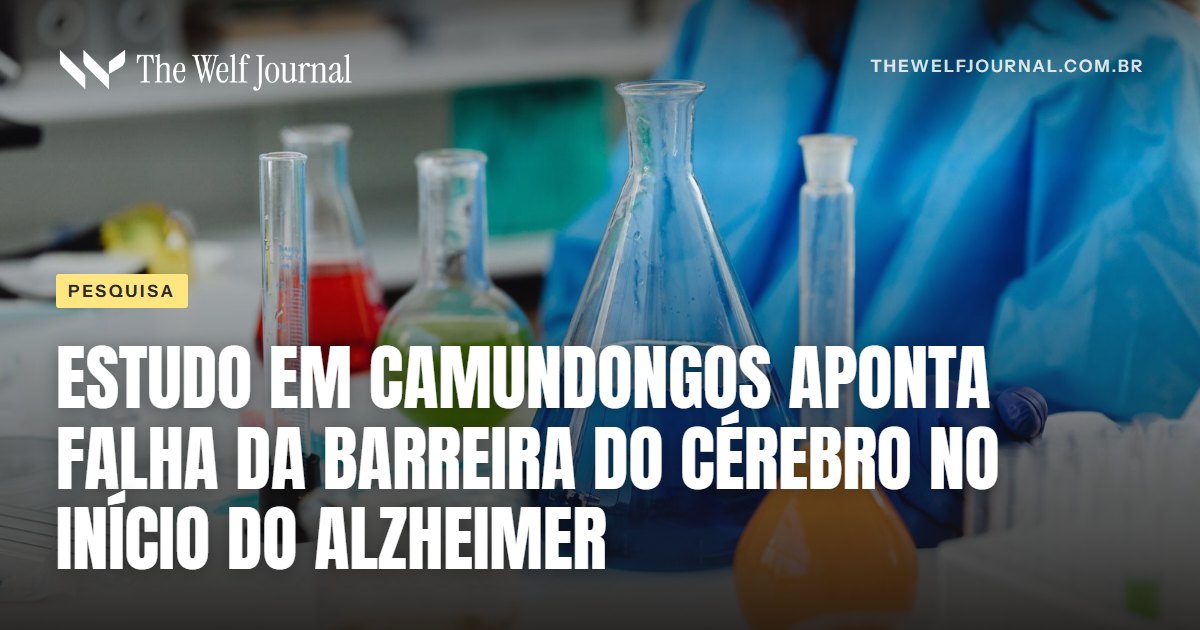 The Welf Journal
THEWELFJOURNAL.COM.BR
PESQUISA
ESTUDO EM CAMUNDONGOS APONTA
FALHA DA BARREIRA DO CÉREBRO NO
INÍCIO DO ALZHEIMER